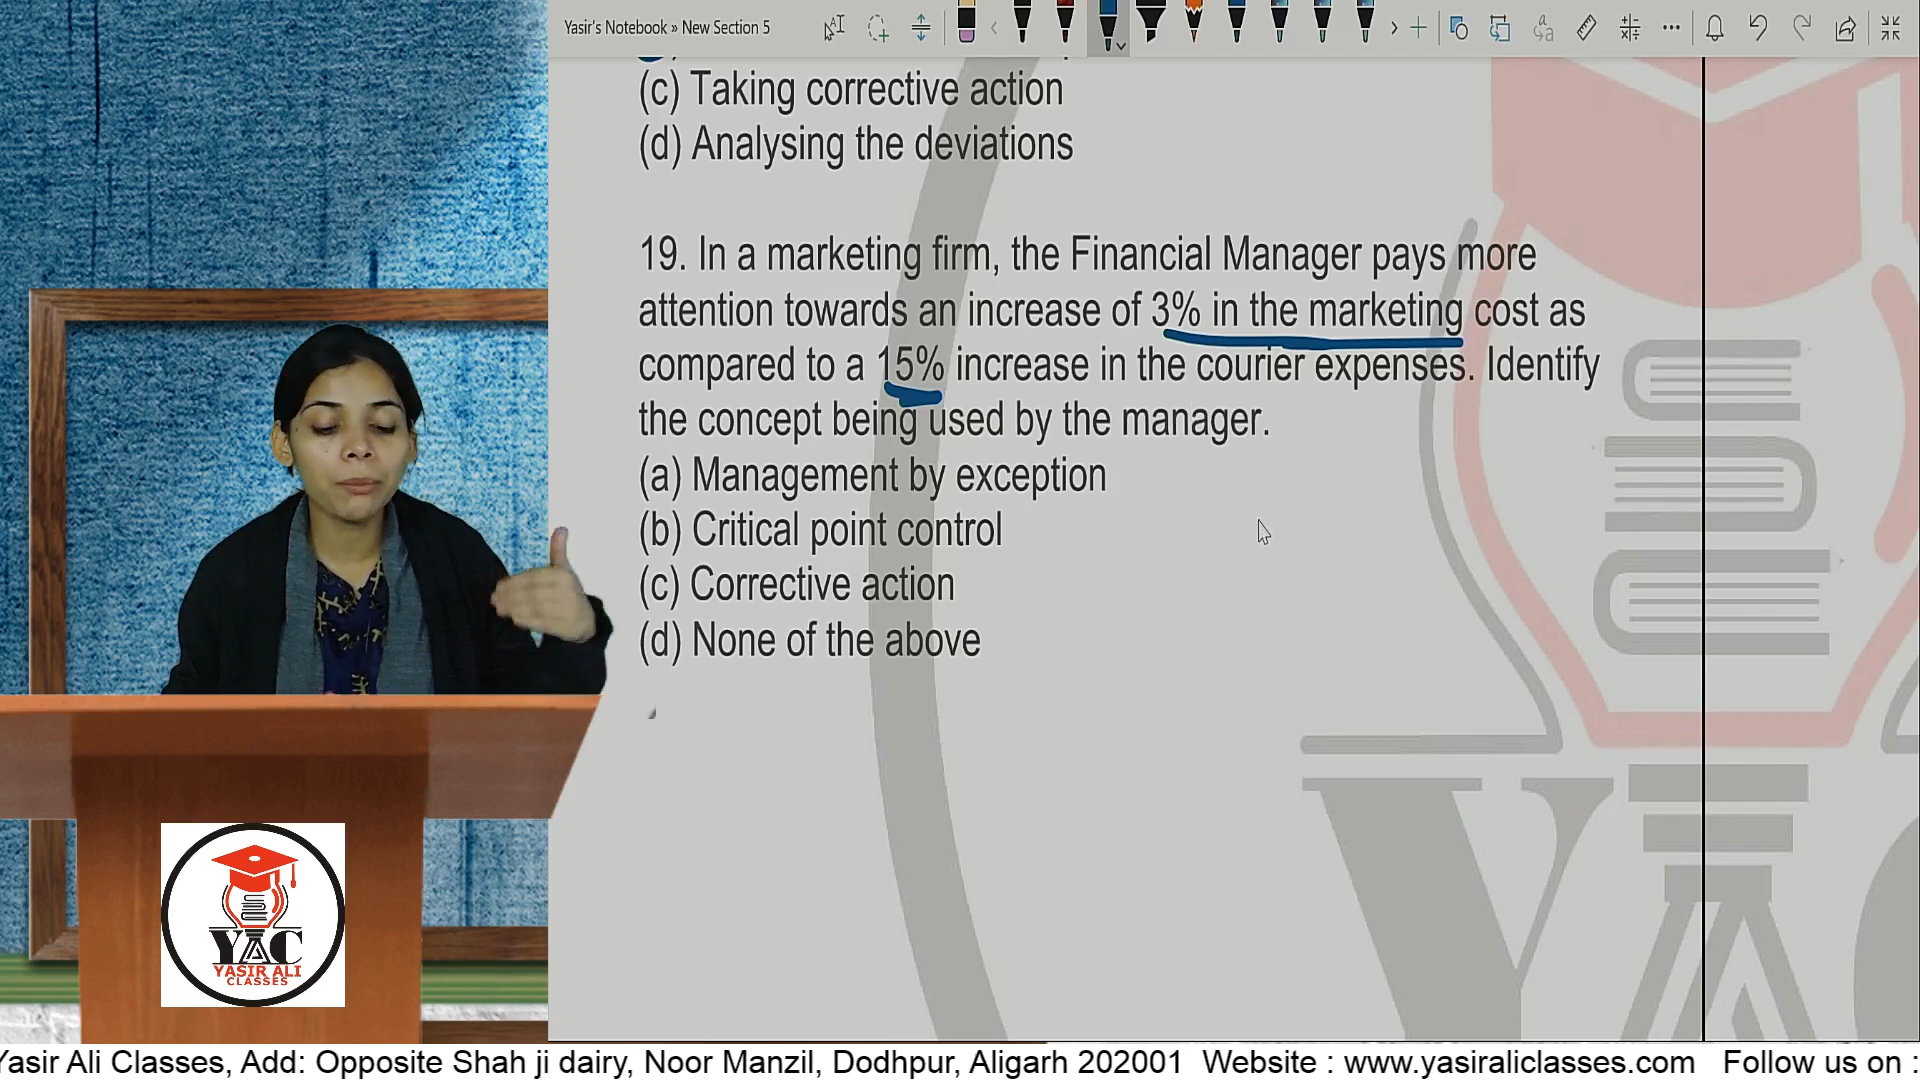 Yasir's Notebook » New Section 5
(c) Taking corrective action
(d) Analysing the deviations
19. In a marketing firm, the Financial Manager pays more
attention towards an increase of 3% in the marketing cost as
compared to a 15% increase in the courier expenses. Identify
the concept being used by the manager.
(a) Management by exception
(b) Critical point control
(c) Corrective action
(d) None of the above
YAC
YASIR ALI
CLASSES
Yasir Ali Classes, Add: Opposite Shah ji dairy, Noor Manzil, Dodhpur, Aligarh 202001 Website : www.yasiraliclasses.com Follow us on :